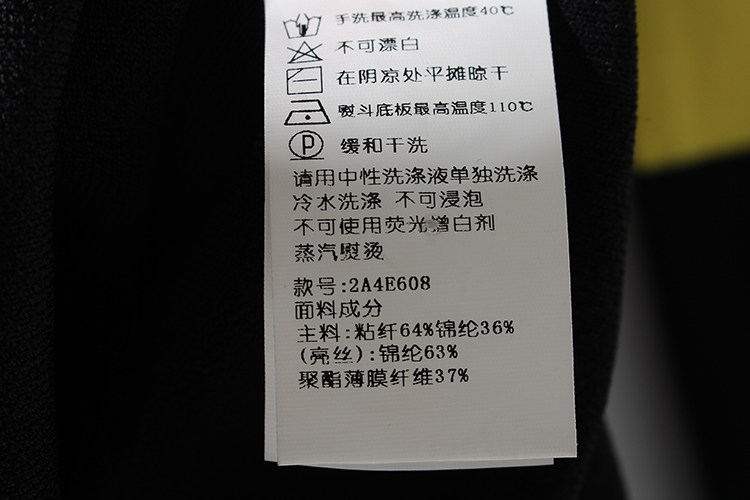 手洗最高洗涤温度40℃
不可漂白
在阴凉处平摊晾干
熨斗底板最高温度110℃
P 缓和干洗
请用中性洗涤液单独洗涤
冷水洗涤 不可浸泡
不可使用荧光增白剂
蒸汽熨烫
款号:2A4E608
面料成分
主料:粘纤64%锦纶36%
(亮丝):锦纶63%
聚酯薄膜纤维37%